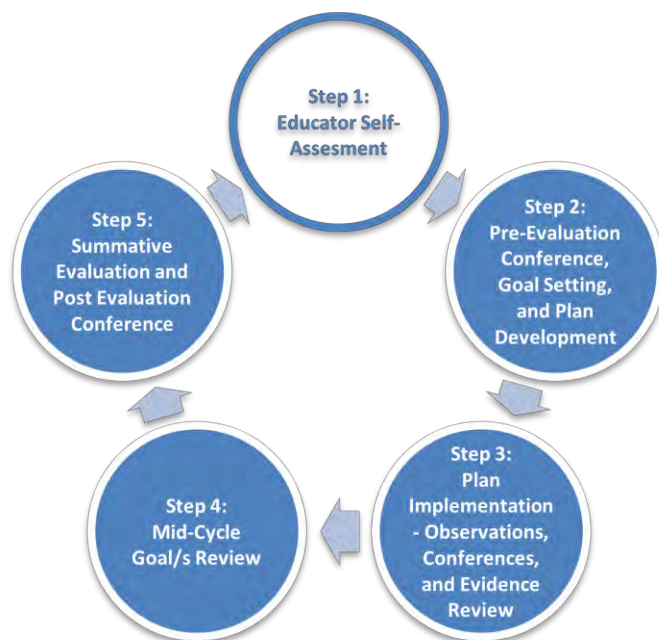 Step 1:
Educator Self-
Assesment
Step 2:
Pre-Evaluation
Conference,
Goal Setting,
and Plan
Development
Step 3:
Plan
Implementation
- Observations,
Conferences,
and Evidence
Review
Step 4:
Mid-Cycle
Goal/s Review
Step 5:
Summative
Evaluation and
Post Evaluation
Conference